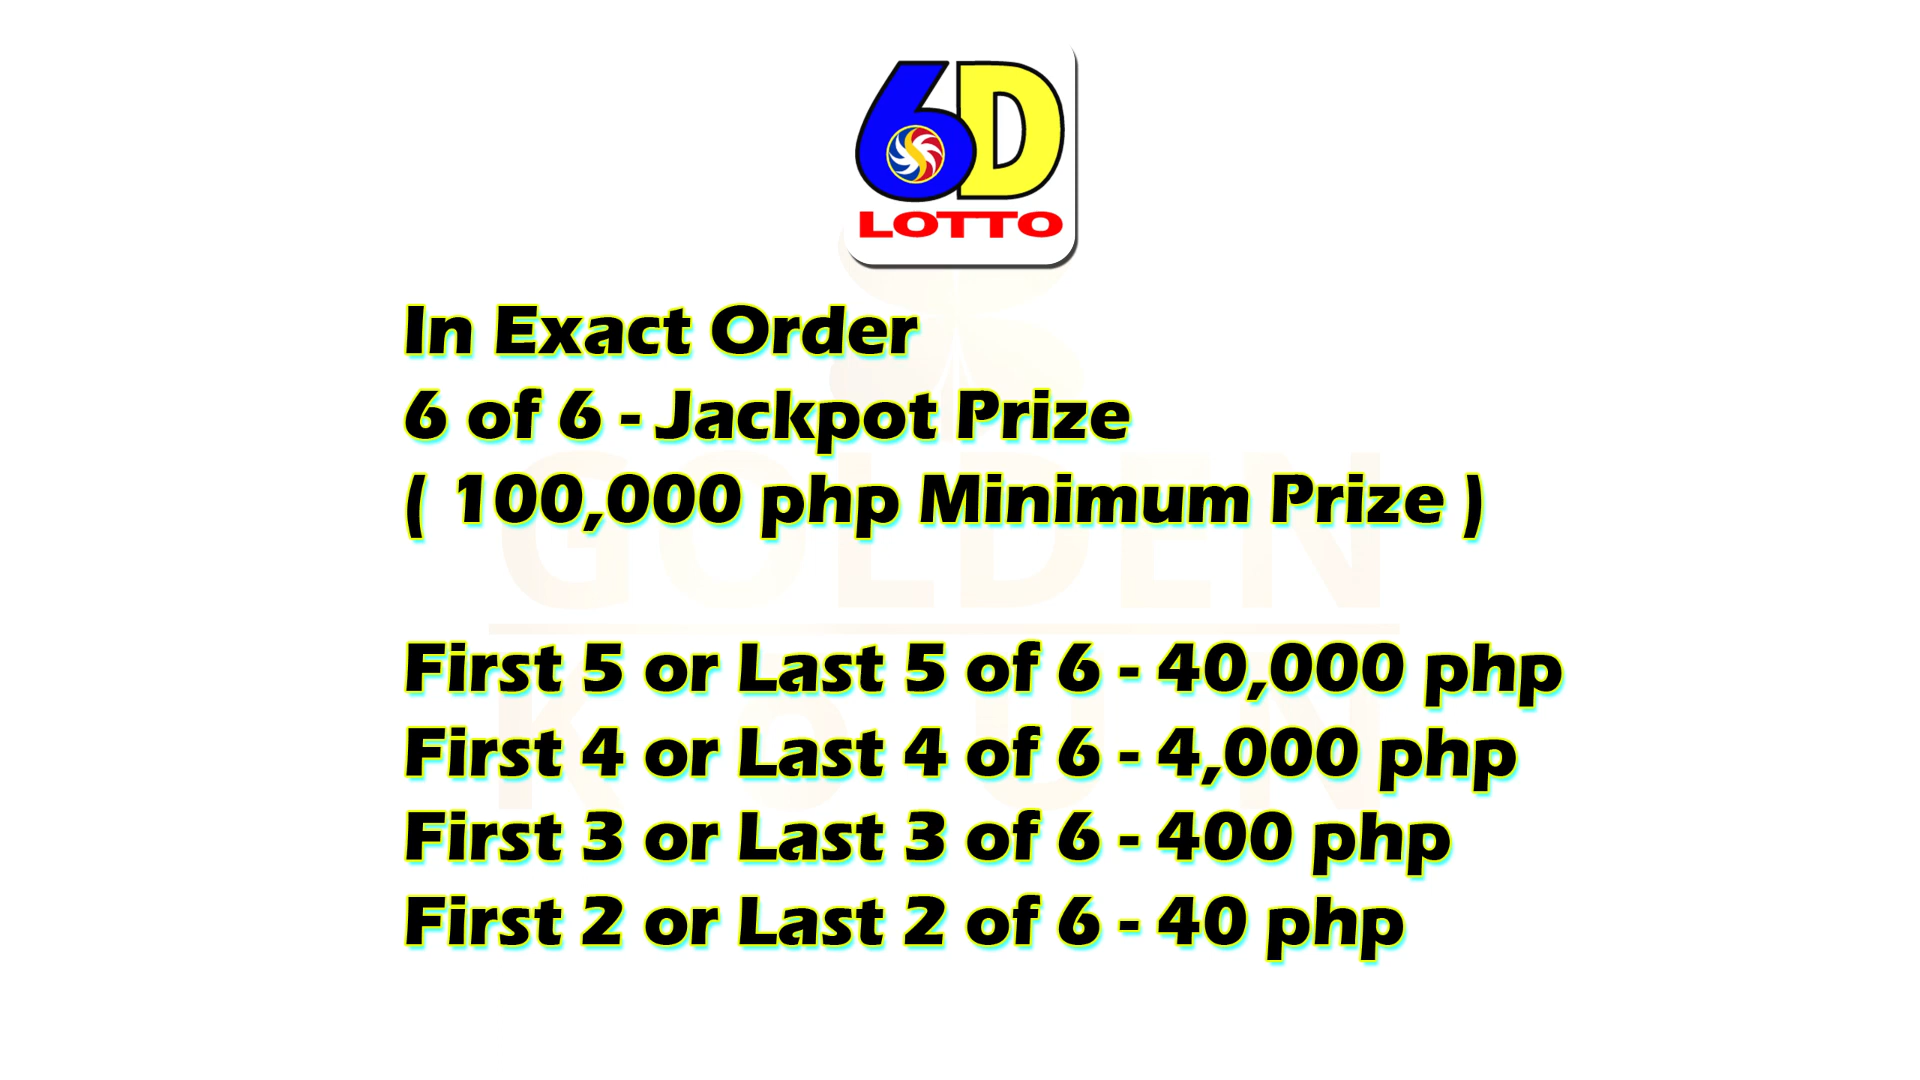 6D
LOTTO
In Exact Order
6 of 6 - Jackpot Prize
( 100,000 php Minimum Prize )
GOLDEN
First 5 or Last 5 of 6 - 40,000 php
First 4 or Last 4 of 6 - 4,000 php
First 3 or Last 3 of 6 - 400 php
First 2 or Last 2 of 6 - 40 php